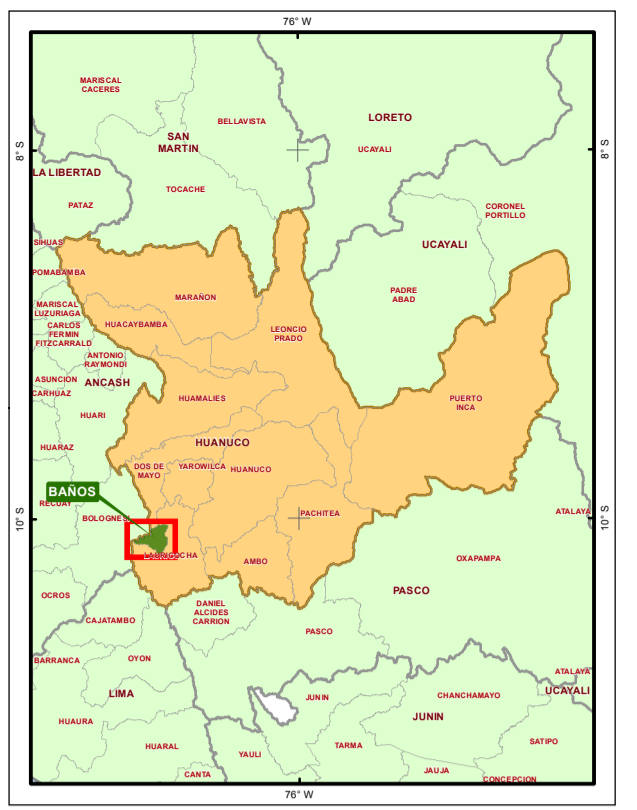 76° W
MARISCAL
CACERES
BELLAVISTA
LORETO
SAN
MARTIN
8° S
UCAYALI
8° S
LA LIBERTAD
TOCACHE
PATAZ
CORONEL
PORTILLO
SIHUAS
UCAYALI
POMABAMBA
MARAÑON
PADRE
ABAD
MARISCAL
LUZURIAGA
HUACAYBAMBA
CARLOS
FERMIN
FITZCARRALD
LEONCIO
PRADO
ANTONIO
RAYMONDI
ASUNCION
ANCASH
CARHUAZ
HUAMALIES
PUERTO
INCA
HUARI
HUANUCO
HUARAZ
DOS DE
MAYO
YAROWILCA
HUANUCO
BAÑOS
RECUAY
PACHITEA
ATALAYA
BOLOGNESI
10° S
10° S
LAURICOCHA
AMBO
OXAPAMPA
PASCO
OCROS
DANIEL
ALCIDES
CARRION
CAJATAMBO
PASCO
BARRANCA
OYON
ATALAYA
LIMA
JUNIN
CHANCHAMAYO
UCAYALI
HUAURA
JUNIN
HUARAL
YAULI
TARMA
SATIPO
CANTA
JAUJA
CONCEPCION
76° W